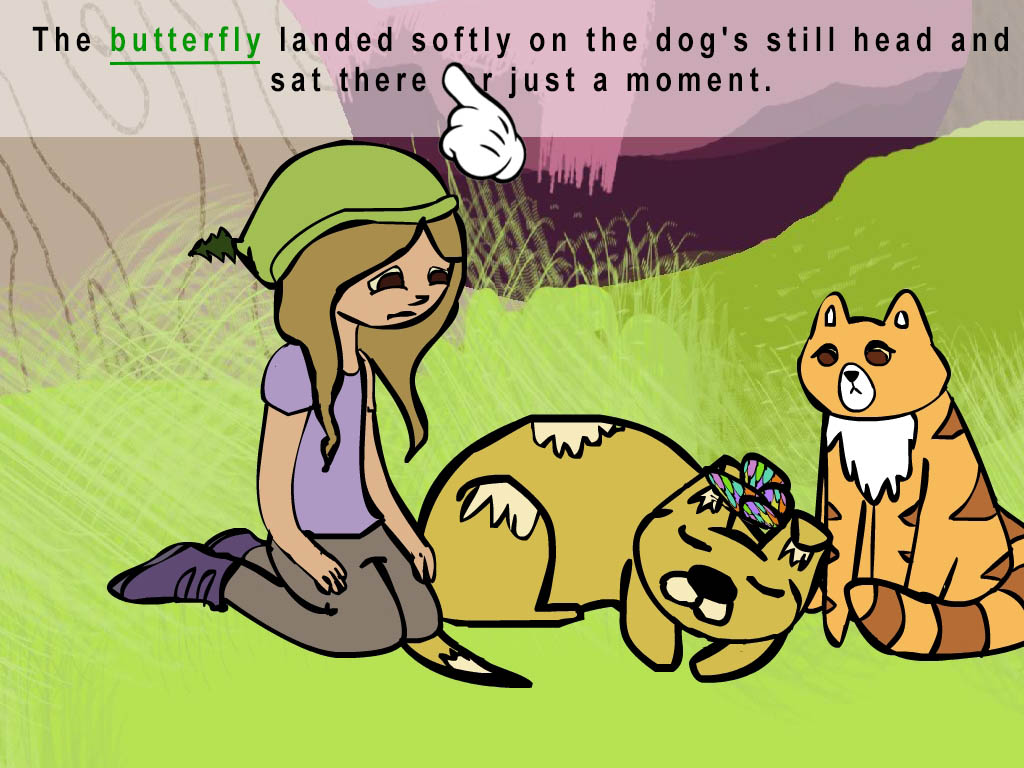 The butterfly landed softly on the dog's still head and
sat there just a moment.